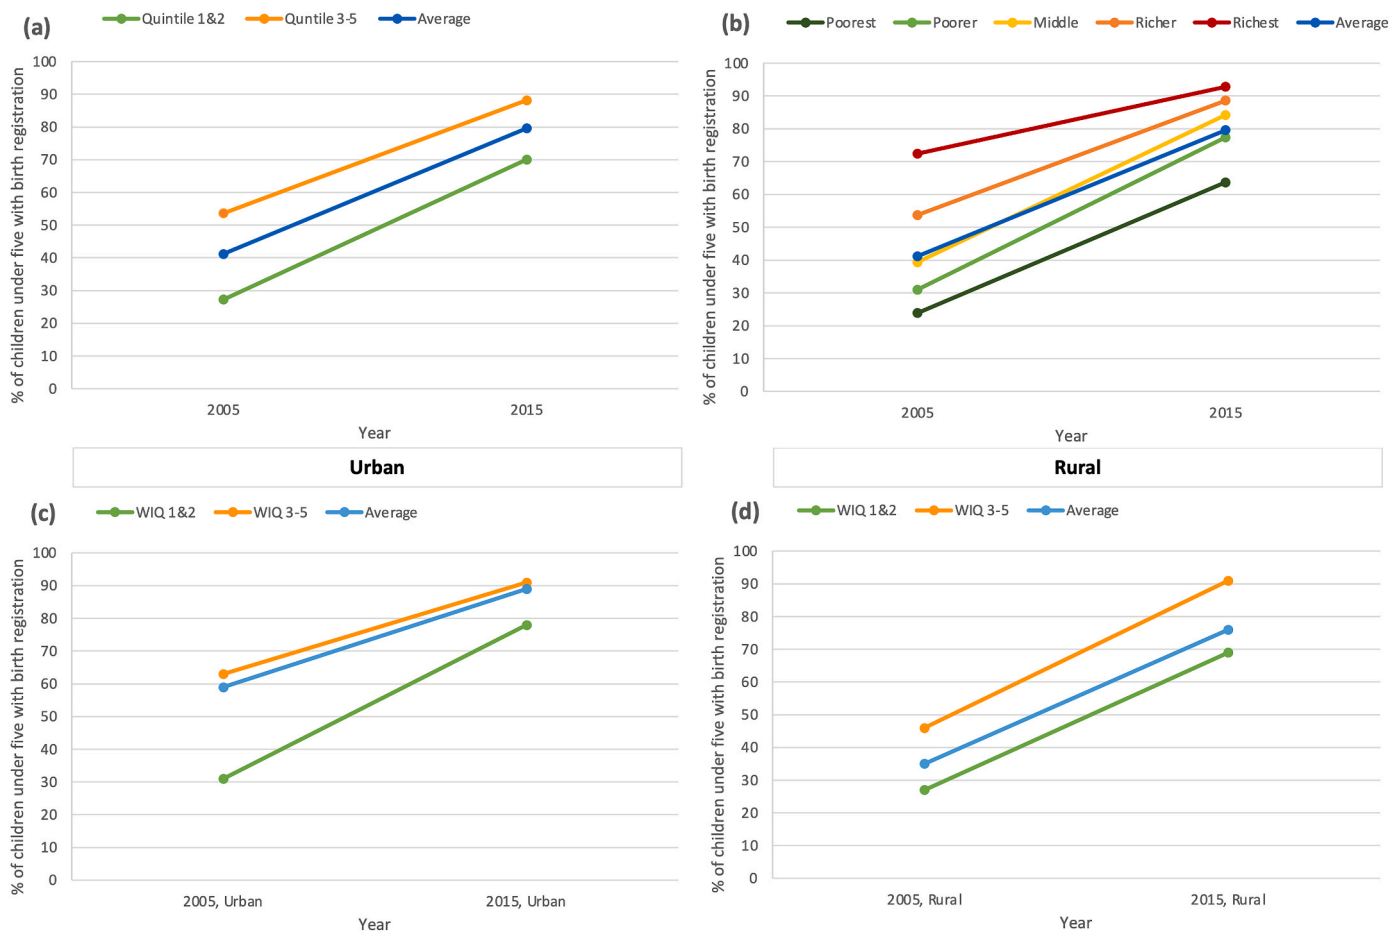 (a)
Quintile 1&2 Quntile 3-5 Average
% of children under five with birth registration
100
90
80
70
60
50
40
30
20
10
0
2005 2015
Year
(b)
Poorest Poorer Middle Richer Richest Average
% of children under five with birth registration
100
90
80
70
60
50
40
30
20
10
0
2005 2015
Year
Urban
(c)
WIQ 1&2 WIQ 3-5 Average
% of children under five with birth registration
100
90
80
70
60
50
40
30
20
10
0
2005, Urban 2015, Urban
Year
Rural
(d)
WIQ 1&2 WIQ 3-5 Average
% of children under five with birth registration
100
90
80
70
60
50
40
30
20
10
0
2005, Rural 2015, Rural
Year